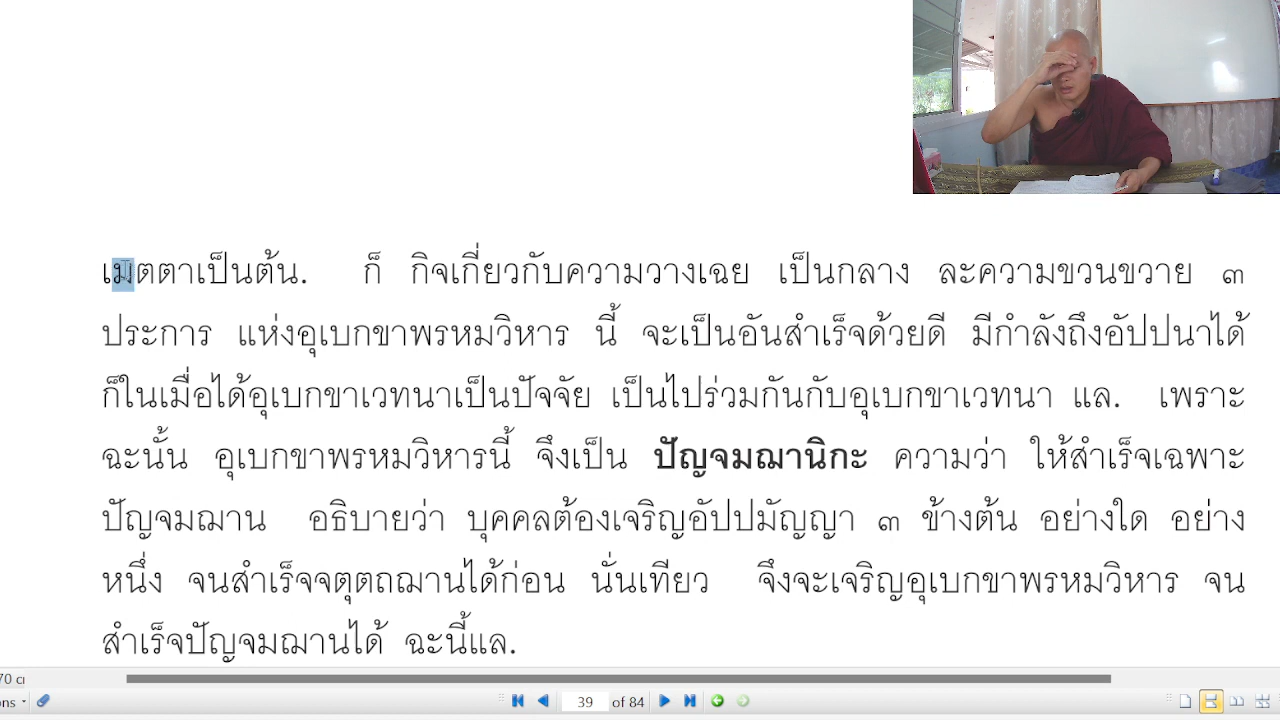 เมตตาเป็นต้น. ก็ กิจเกี่ยวกับความวางเฉย เป็นกลาง ละความขวนขวาย ๓
ประการ แห่งอุเบกขาพรหมวิหาร นี้ จะเป็นอันสำเร็จด้วยดี มีกำลังถึงอัปปนาได้
ก็ในเมื่อได้อุเบกขาเวทนาเป็นปัจจัย เป็นไปร่วมกันกับอุเบกขาเวทนา แล. เพราะ
ฉะนั้น อุเบกขาพรหมวิหารนี้ จึงเป็น ปัญจมฌานิกะ ความว่า ให้สำเร็จเฉพาะ
ปัญจมฌาน อธิบายว่า บุคคลต้องเจริญอัปปมัญญา ๓ ข้างต้น อย่างใด อย่าง
หนึ่ง จนสำเร็จจตุตถฌานได้ก่อน นั่นเทียว จึงจะเจริญอุเบกขาพรหมวิหาร จน
สำเร็จปัญจมฌานได้ ฉะนี้แล.
39 of 84